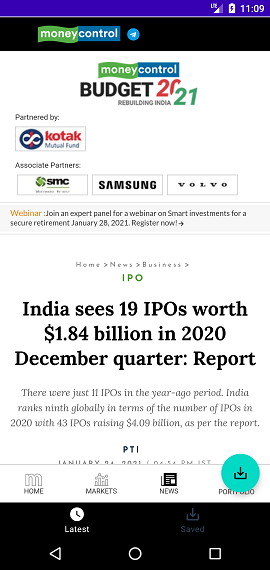 LTE 11:09
moneycontrol
moneycontrol
BUDGET 2021
REBUILDING INDIA
Partnered by:
kotak
Mutual Fund
Associate Partners:
smc
SAMSUNG
VOLVO
Webinar :Join an expert panel for a webinar on Smart investments for a
secure retirement January 28, 2021. Register now! →
Home > News > Business >
IPO
India sees 19 IPOs worth
$1.84 billion in 2020
December quarter: Report
There were just 11 IPOs in the year-ago period. India
ranks ninth globally in terms of the number of IPOs in
2020 with 43 IPOs raising $4.09 billion, as per the report.
PTI
JANUARY 24, 2021 / 04:54 PM IST
HOME
MARKETS
NEWS
PORTFOLIO
Latest
Saved